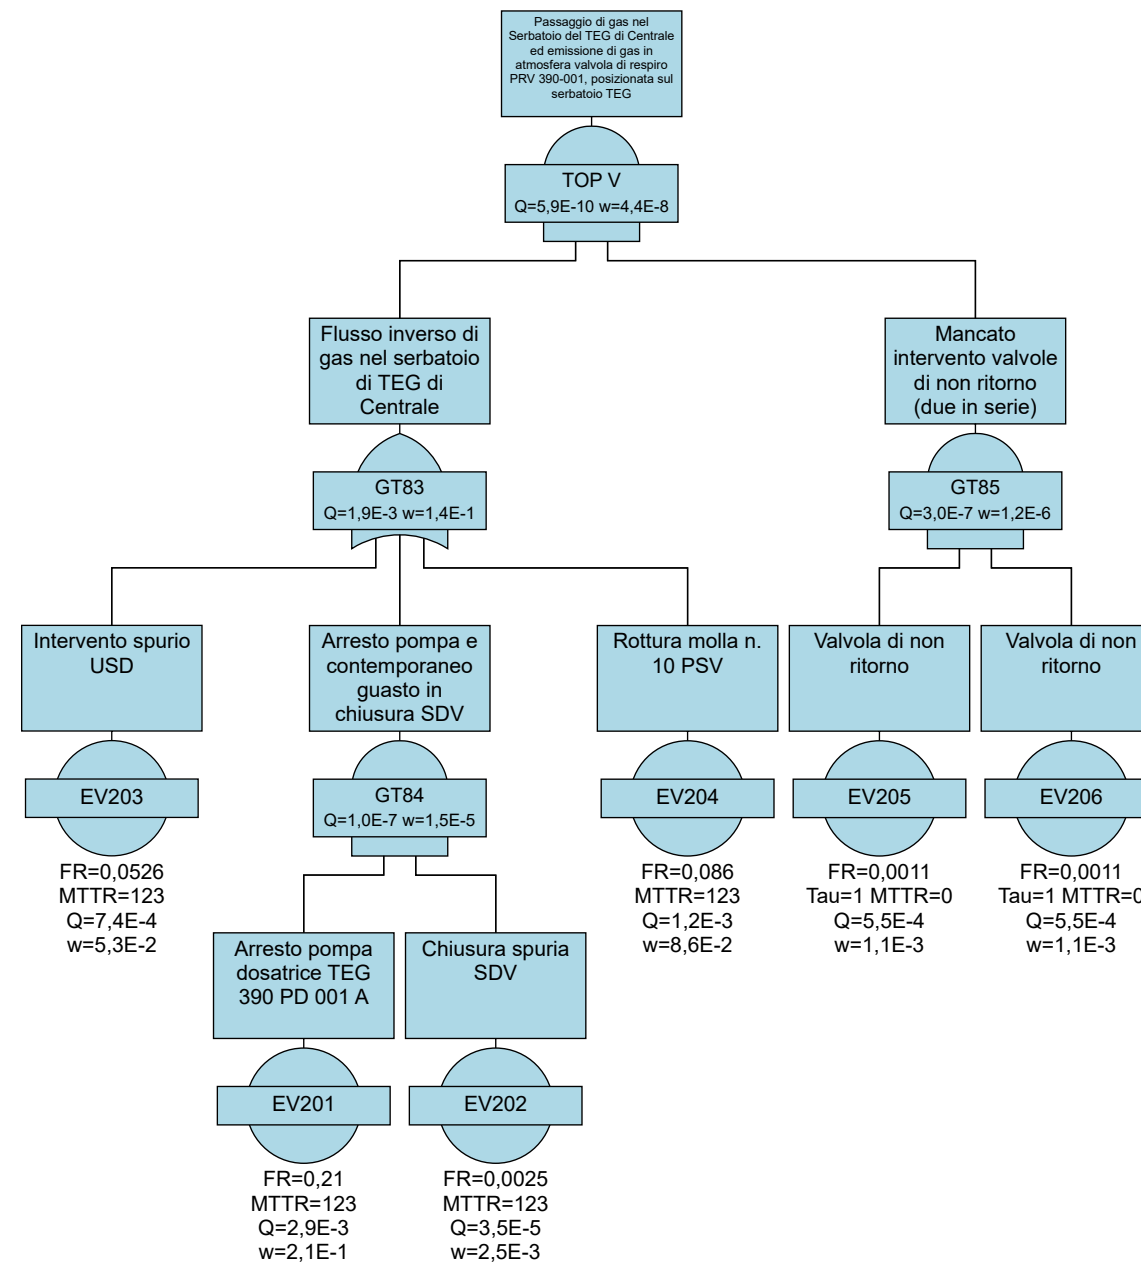 Passaggio di gas nel
Serbatoio del TEG di Centrale
ed emissione di gas in
atmosfera valvola di respiro
PRV 390-001, posizionata sul
serbatoio TEG
TOP V
Q=5,9E-10 w=4,4E-8
Flusso inverso di
gas nel serbatoio
di TEG di
Centrale
GT83
Q=1,9E-3 w=1,4E-1
Mancato
intervento valvole
di non ritorno
(due in serie)
GT85
Q=3,0E-7 w=1,2E-6
Intervento spurio
USD
EV203
FR=0,0526
MTTR=123
Q=7,4E-4
w=5,3E-2
Arresto pompa e
contemporaneo
guasto in
chiusura SDV
GT84
Q=1,0E-7 w=1,5E-5
Rottura molla n.
10 PSV
EV204
FR=0,086
MTTR=123
Q=1,2E-3
w=8,6E-2
Valvola di non
ritorno
EV205
FR=0,0011
Tau=1 MTTR=0
Q=5,5E-4
w=1,1E-3
Valvola di non
ritorno
EV206
FR=0,0011
Tau=1 MTTR=0
Q=5,5E-4
w=1,1E-3
Arresto pompa
dosatrice TEG
390 PD 001 A
EV201
FR=0,21
MTTR=123
Q=2,9E-3
w=2,1E-1
Chiusura spuria
SDV
EV202
FR=0,0025
MTTR=123
Q=3,5E-5
w=2,5E-3